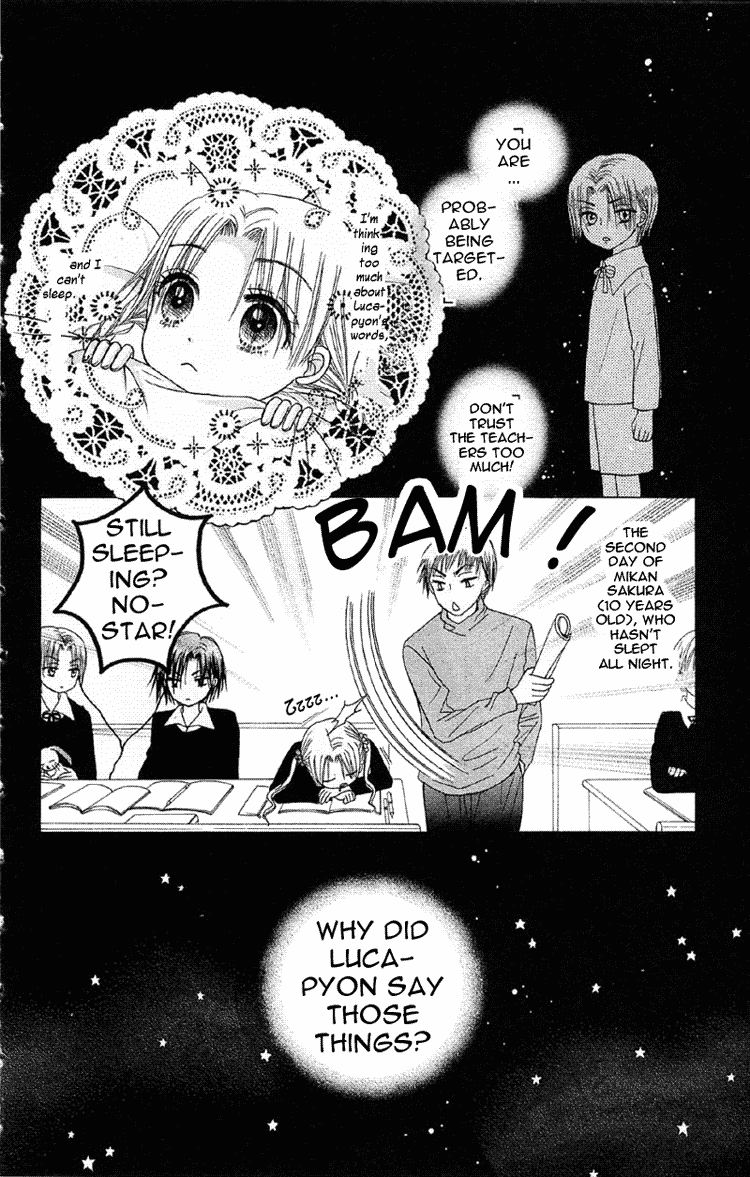 「YOU
ARE
...
PROB-
ABLY
BEING
TARGET-
ED.
」
I'm
think
ing
too
much
about
Luca-
pyon's
words,
and I
can't
sleep.
「
DON'T
TRUST
THE TEACH-
ERS TOO
MUCH!
BAM!
THE
SECOND
DAY OF
MIKAN
SAKURA
(10 YEARS
OLD), WHO
HASN'T
SLEPT
ALL NIGHT.
STILL
SLEEP-
ING?
NO-
STAR!
zzzz...
WHY DID
LUCA-
PYON SAY
THOSE
THINGS?